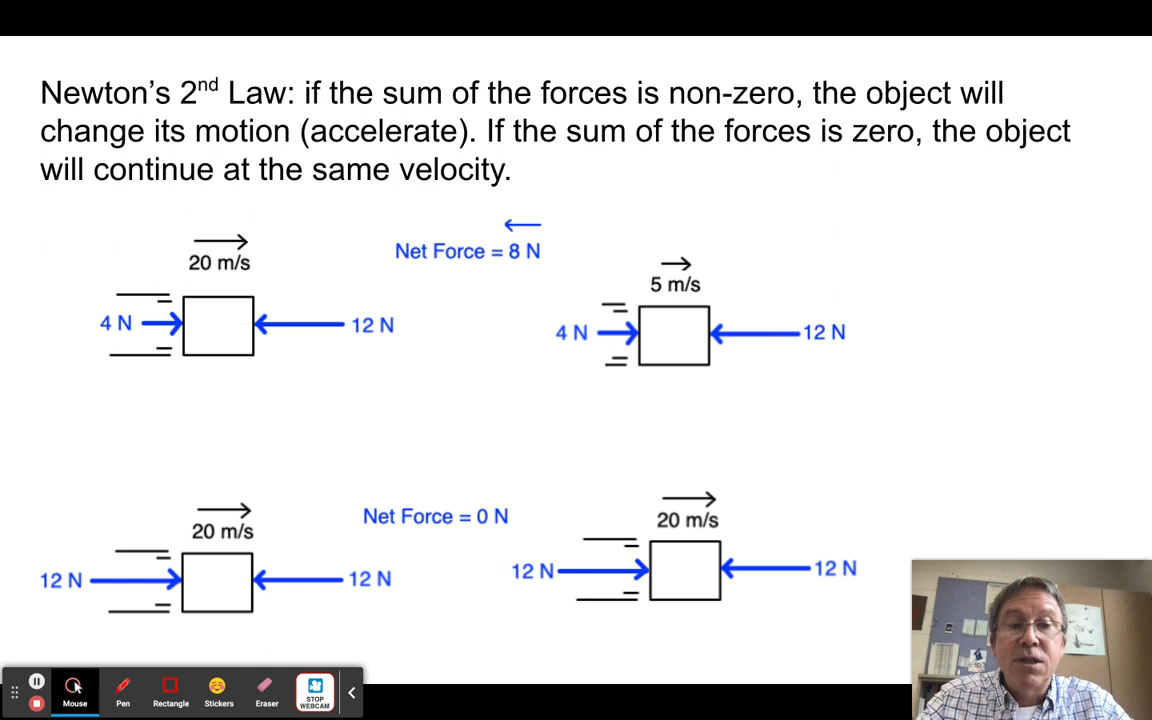 Newton's 2nd Law: if the sum of the forces is non-zero, the object will
change its motion (accelerate). If the sum of the forces is zero, the object
will continue at the same velocity.
Net Force = 8 N
20 m/s
5 m/s
4 N
12 N
4 N
12 N
20 m/s
Net Force = 0 N
20 m/s
12 N
12 N
12 N
12 N
Mouse
Pen
Rectangle
Stickers
Eraser
STOP
WEBCAM